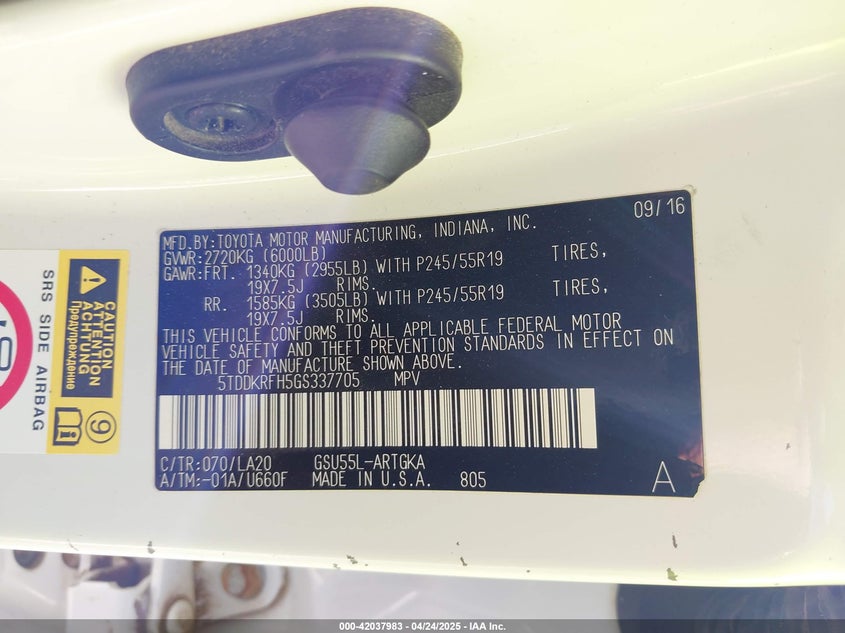 09/16
MFD.BY:TOYOTA MOTOR MANUFACTURING, INDIANA, INC.
GVWR:2720KG (6000LB)
GAWR:FRT. 1340KG (2955LB) WITH P245/55R19 TIRES,
19X7.5J RIMS.
RR. 1585KG (3505LB) WITH P245/55R19 TIRES,
19X7.5J RIMS.
THIS VEHICLE CONFORMS TO ALL APPLICABLE FEDERAL MOTOR
VEHICLE SAFETY AND THEFT PREVENTION STANDARDS IN EFFECT ON
THE DATE OF MANUFACTURE SHOWN ABOVE.
5TDDKRFH5GS337705 MPV
C/TR:070/LA20 GSU55L-ARTGKA
A/TM:-01A/U660F MADE IN U.S.A. 805
A
SRS SIDE AIRBAG
CAUTION
ATTENTION
ACHTUNG
Предупреждение
9
000-42037983 - 04/24/2025 - IAA Inc.